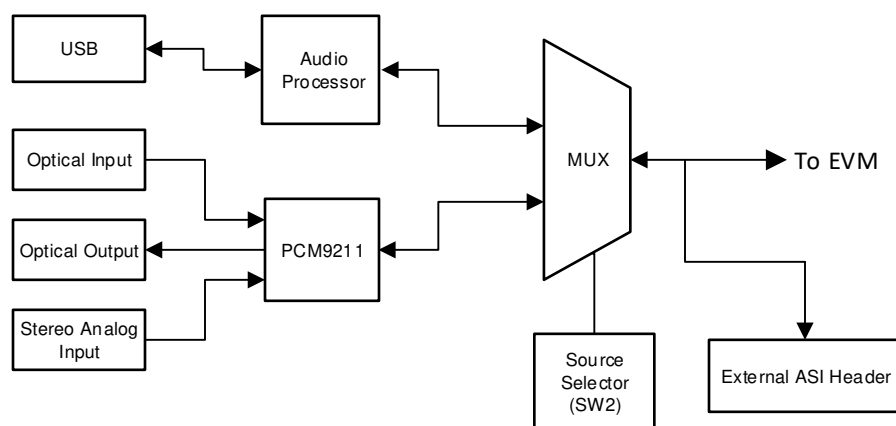 USB
Audio
Processor
Optical Input
Optical Output
Stereo Analog
Input
PCM9211
MUX
To EVM
Source
Selector
(SW2)
External ASI Header